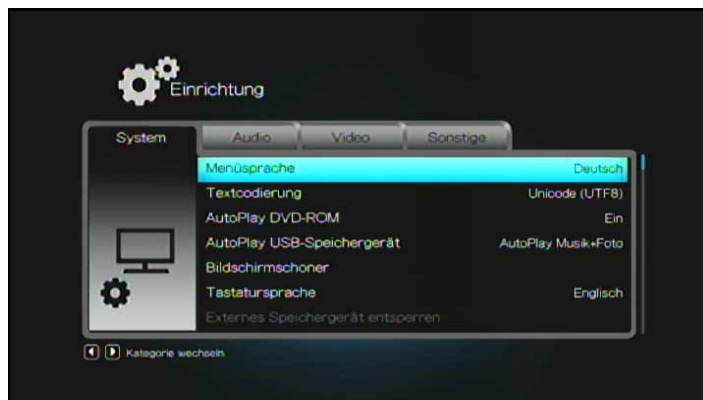 Einrichtung
System Audio Video Sonstige
Menüsprache Deutsch
Textcodierung Unicode (UTF8)
AutoPlay DVD-ROM Ein
AutoPlay USB-Speichergerät AutoPlay Musik+Foto
Bildschirmschoner
Tastatursprache Englisch
Externes Speichergerät entsperren
Kategorie wechseln